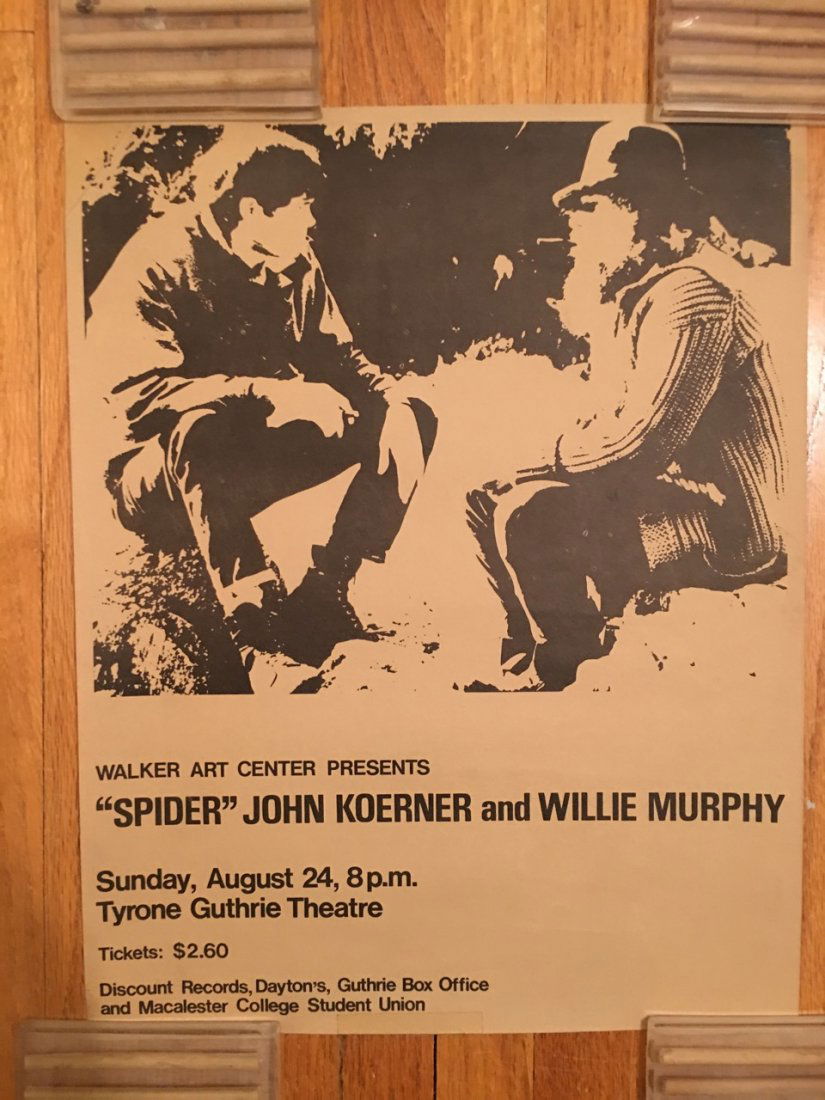 WALKER ART CENTER PRESENTS
“SPIDER” JOHN KOERNER and WILLIE MURPHY
Sunday, August 24, 8 p.m.
Tyrone Guthrie Theatre
Tickets: $2.60
Discount Records, Dayton's, Guthrie Box Office
and Macalester College Student Union